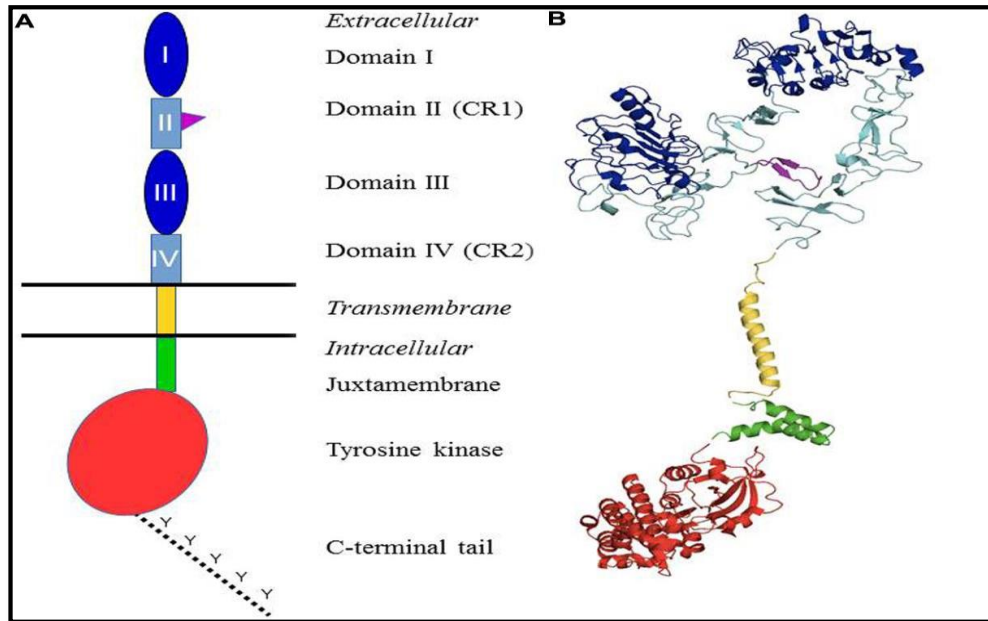 A
Extracellular
B
I
Domain I
II
Domain II (CR1)
III
Domain III
IV
Domain IV (CR2)
Transmembrane
Intracellular
Juxtamembrane
Tyrosine kinase
Y
Y
Y
Y
Y
C-terminal tail